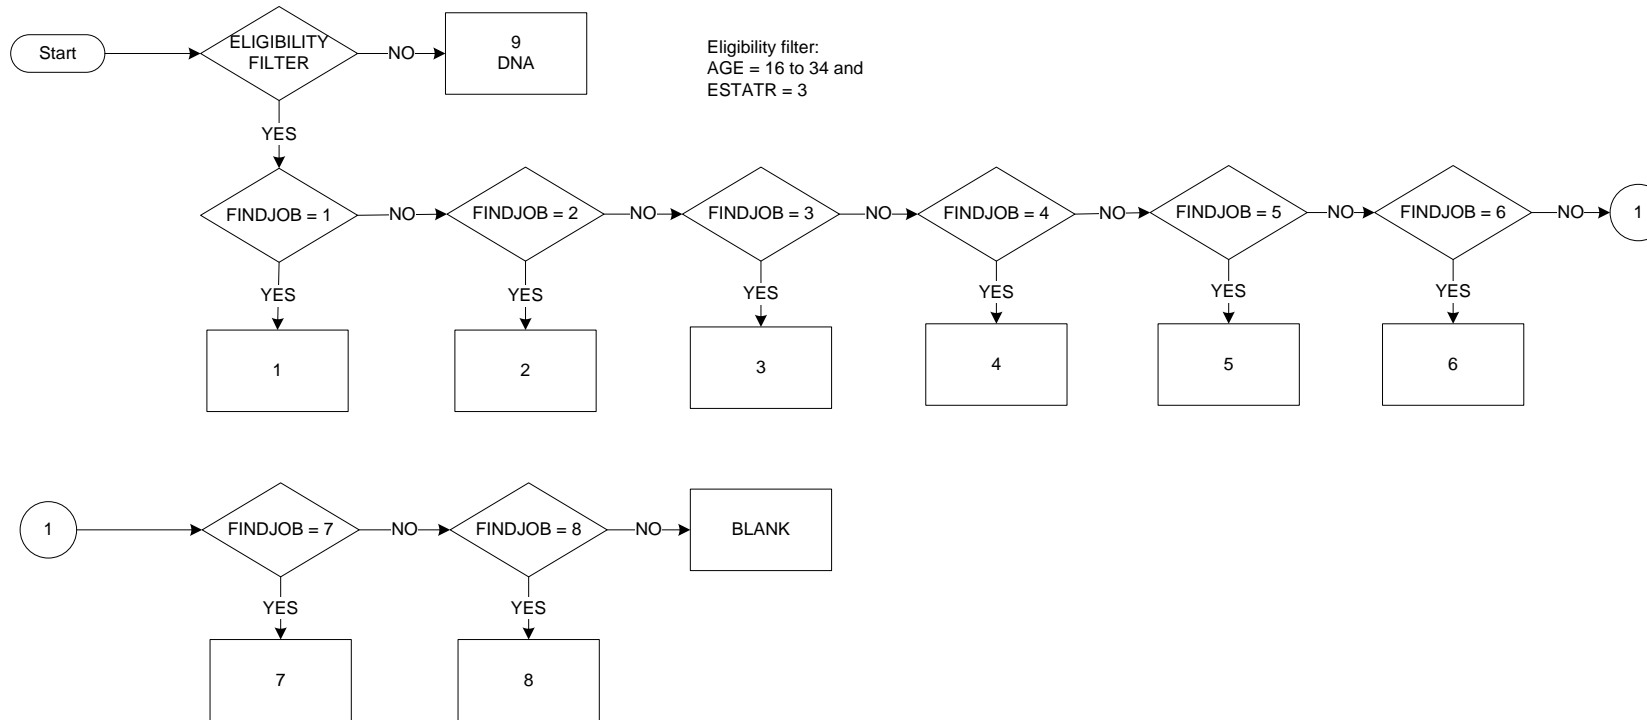 Start
ELIGIBILITY
FILTER
NO
9
DNA
Eligibility filter:
AGE = 16 to 34 and
ESTATR = 3
YES
FINDJOB = 1
NO
FINDJOB = 2
NO
FINDJOB = 3
NO
FINDJOB = 4
NO
FINDJOB = 5
NO
FINDJOB = 6
NO
1
YES
YES
YES
YES
YES
YES
1
2
3
4
5
6
1
FINDJOB = 7
NO
FINDJOB = 8
NO
BLANK
YES
YES
7
8